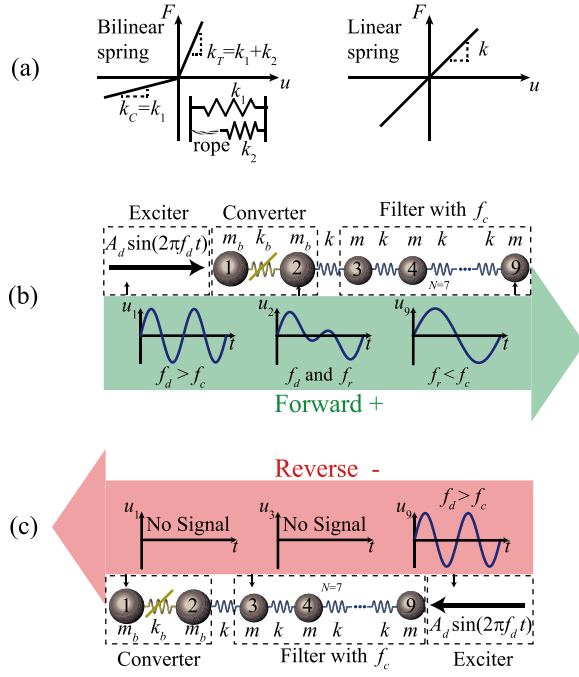 (a)
Bilinear spring
F
k_T=k_1+k_2
u
k_C=k_1
k_1
rope
k_2
Linear spring
F
k
u
(b)
Exciter
Converter
Filter with f_c
A_d sin(2πf_d t)
m_b k_b m_b k m k m k k m
1 2 3 4 9
N=7
u_1 t
u_2 t
u_9 t
f_d > f_c
f_d and f_r
f_r < f_c
Forward +
(c)
Reverse -
u_1 No Signal t
u_3 No Signal t
f_d > f_c
u_9 t
N=7
1 2 3 4 9
m_b k_b m_b k m k m k k m
A_d sin(2πf_d t)
Converter
Filter with f_c
Exciter